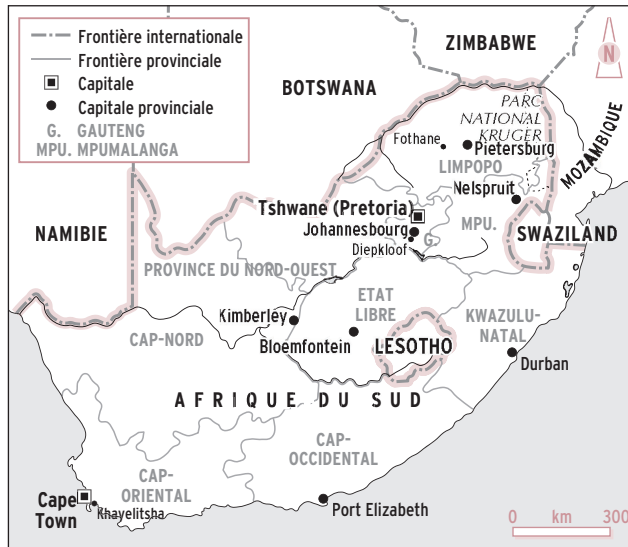 Frontière internationale
Frontière provinciale
Capitale
Capitale provinciale
G. GAUTENG
MPU. MPUMALANGA
ZIMBABWE
N
BOTSWANA
PARC
NATIONAL
KRUGER
MOZAMBIQUE
Fothane
Pietersburg
LIMPOPO
Nelspruit
Tshwane (Pretoria)
Johannesbourg
G.
MPU.
Diepkloof
NAMIBIE
SWAZILAND
PROVINCE DU NORD-OUEST
ETAT
LIBRE
KWAZULU-
NATAL
Kimberley
CAP-NORD
Bloemfontein
LESOTHO
Durban
AFRIQUE DU SUD
CAP-
OCCIDENTAL
CAP-
ORIENTAL
Cape
Town
Khayelitsha
Port Elizabeth
0 km 300